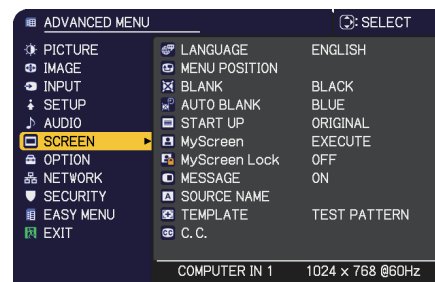 ADVANCED MENU : SELECT
PICTURE LANGUAGE ENGLISH
IMAGE MENU POSITION
INPUT BLANK BLACK
SETUP AUTO BLANK BLUE
AUDIO START UP ORIGINAL
SCREEN MyScreen EXECUTE
OPTION MyScreen Lock OFF
NETWORK MESSAGE ON
SECURITY SOURCE NAME
EASY MENU TEMPLATE TEST PATTERN
EXIT C.C.
COMPUTER IN 1 1024 x 768 @60Hz